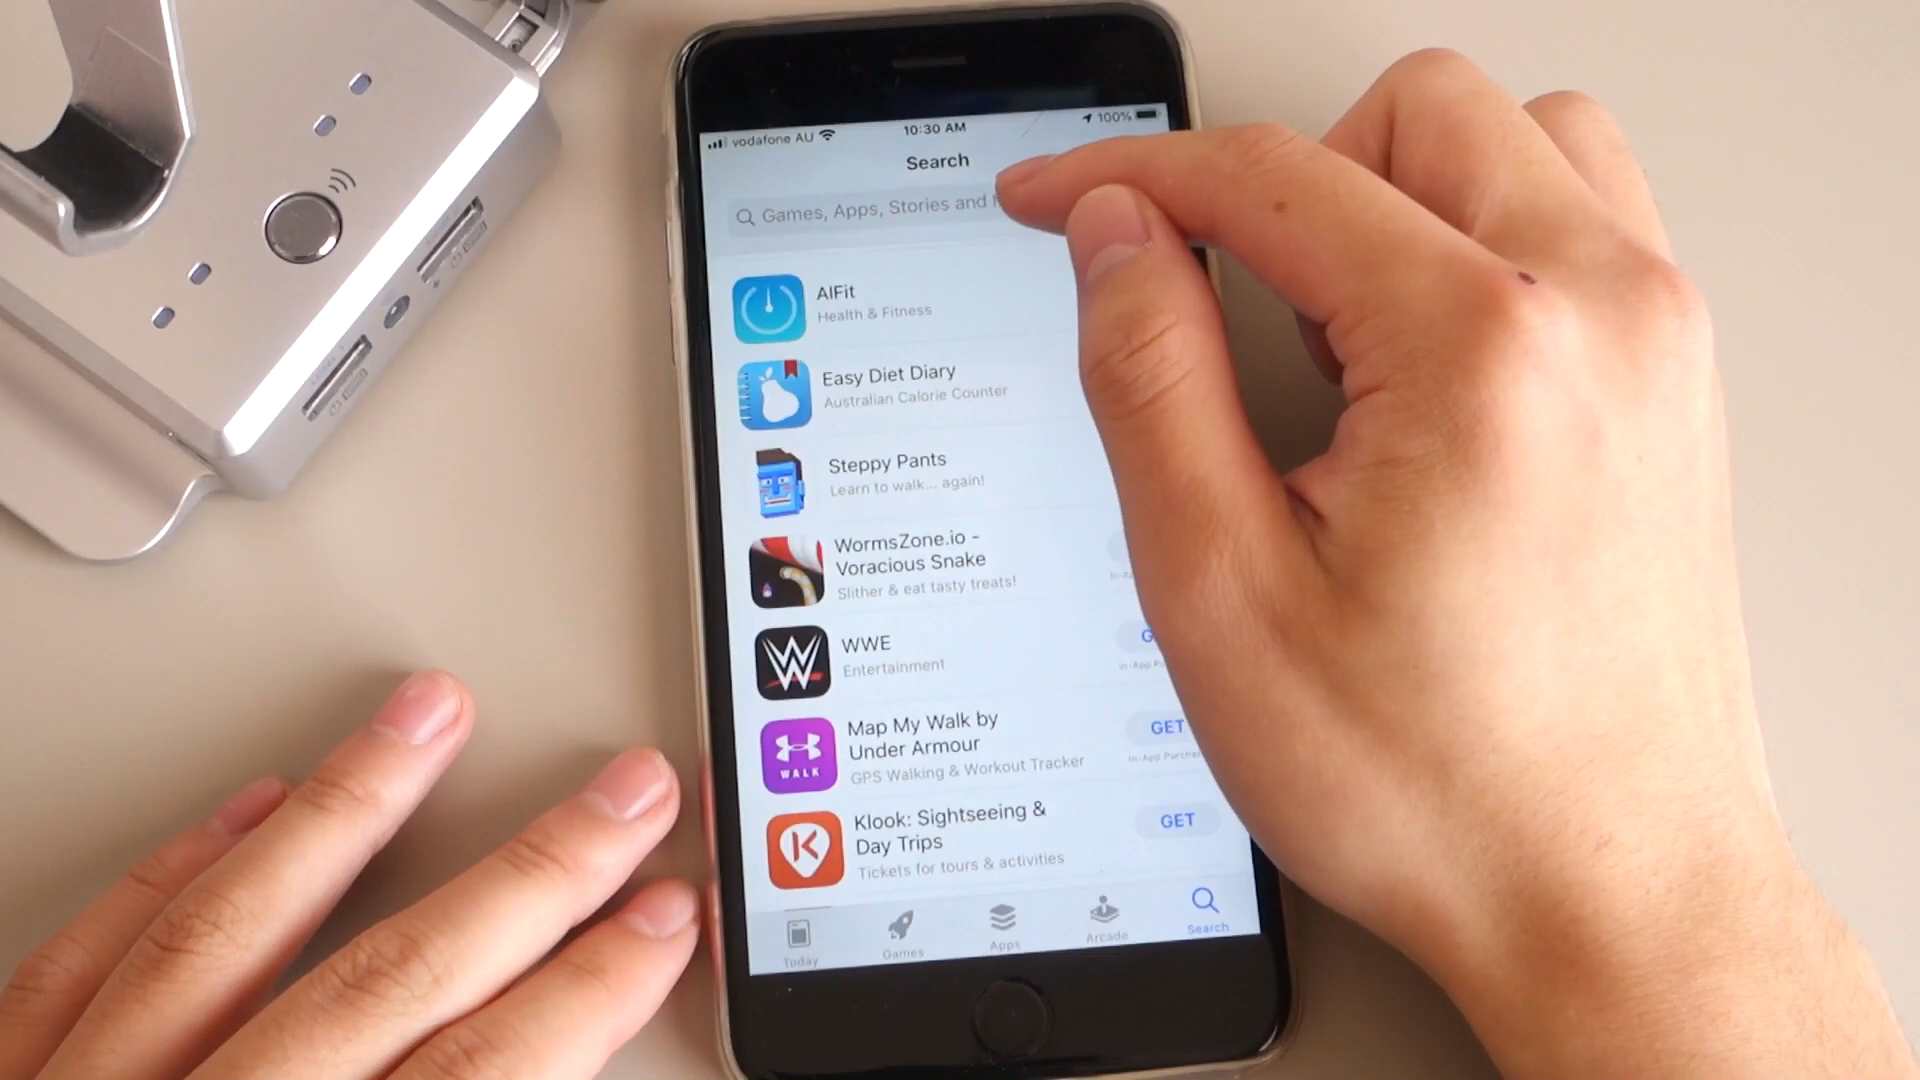 vodafone AU
10:30 AM
100%
Search
Games, Apps, Stories and
AIFit
Health & Fitness
Easy Diet Diary
Australian Calorie Counter
Steppy Pants
Learn to walk... again!
WormsZone.io -
Voracious Snake
Slither & eat tasty treats!
WWE
Entertainment
Map My Walk by
Under Armour
GPS Walking & Workout Tracker
GET
WALK
Klook: Sightseeing &
Day Trips
Tickets for tours & activities
GET
Today
Games
Apps
Arcade
Search